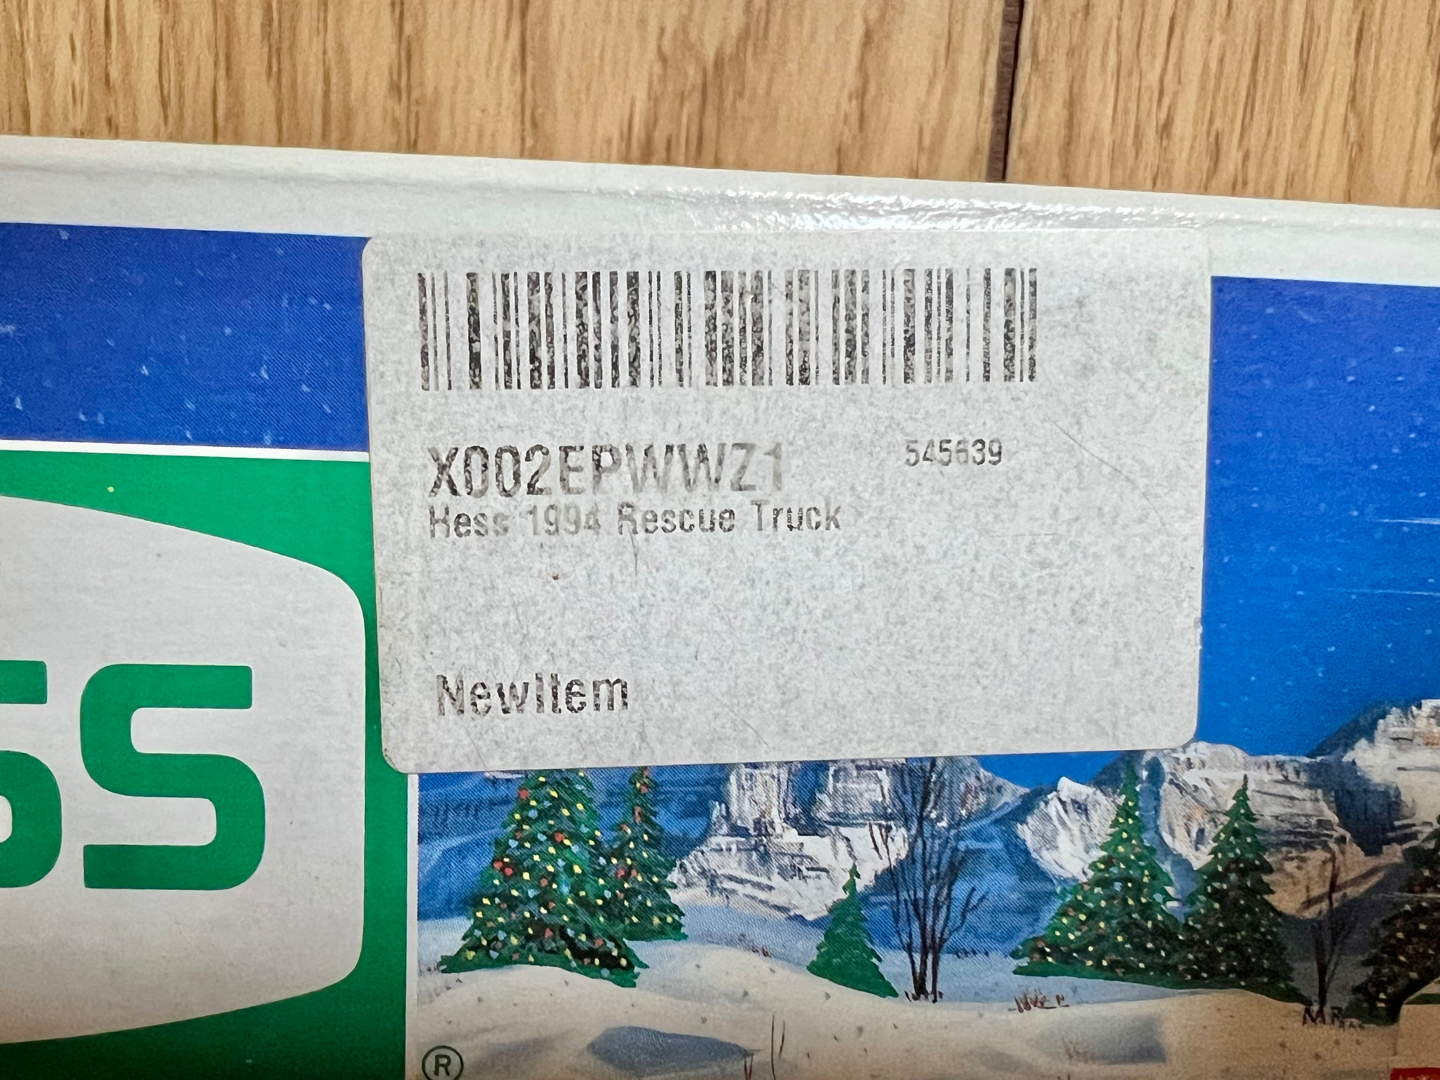 X002EPWWZ1 545639
Hess 1994 Rescue Truck
NewItem
SS
®